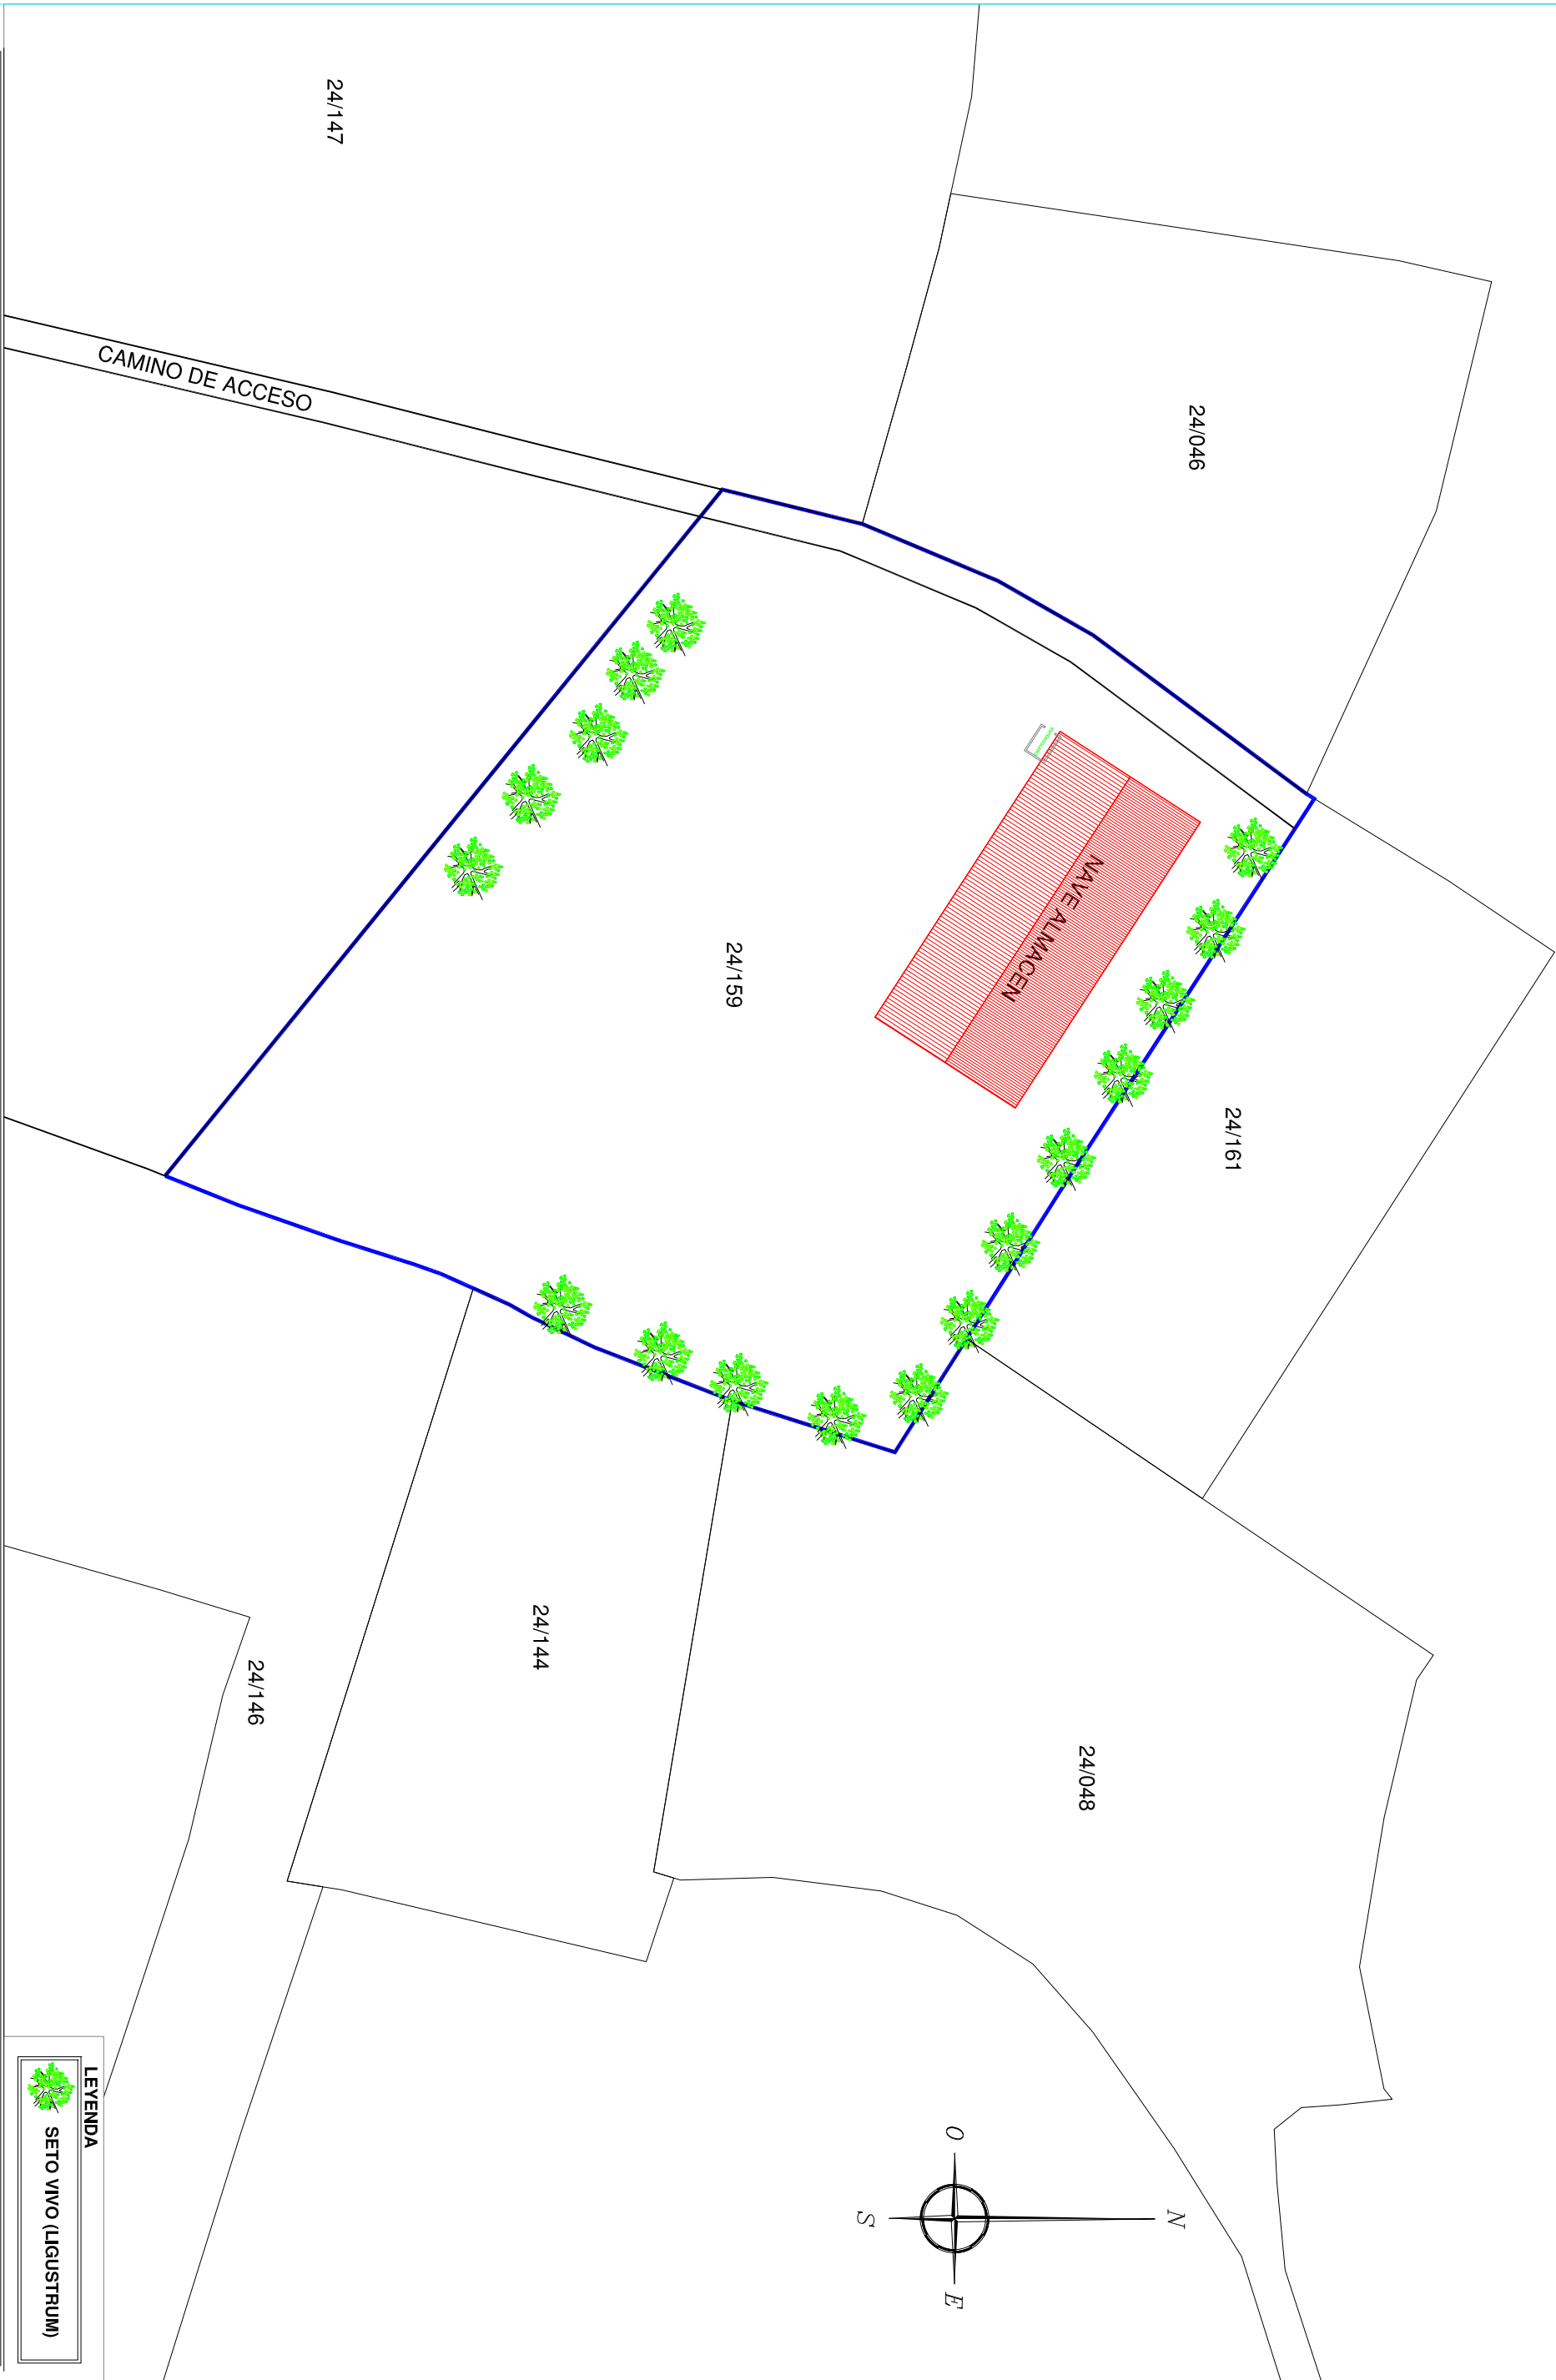 24/046
24/161
24/147
CAMINO DE ACCESO
NAVE ALMACEN
24/159
24/048
24/144
24/146
N
O
E
S
LEYENDA
SETO VIVO (LIGUSTRUM)